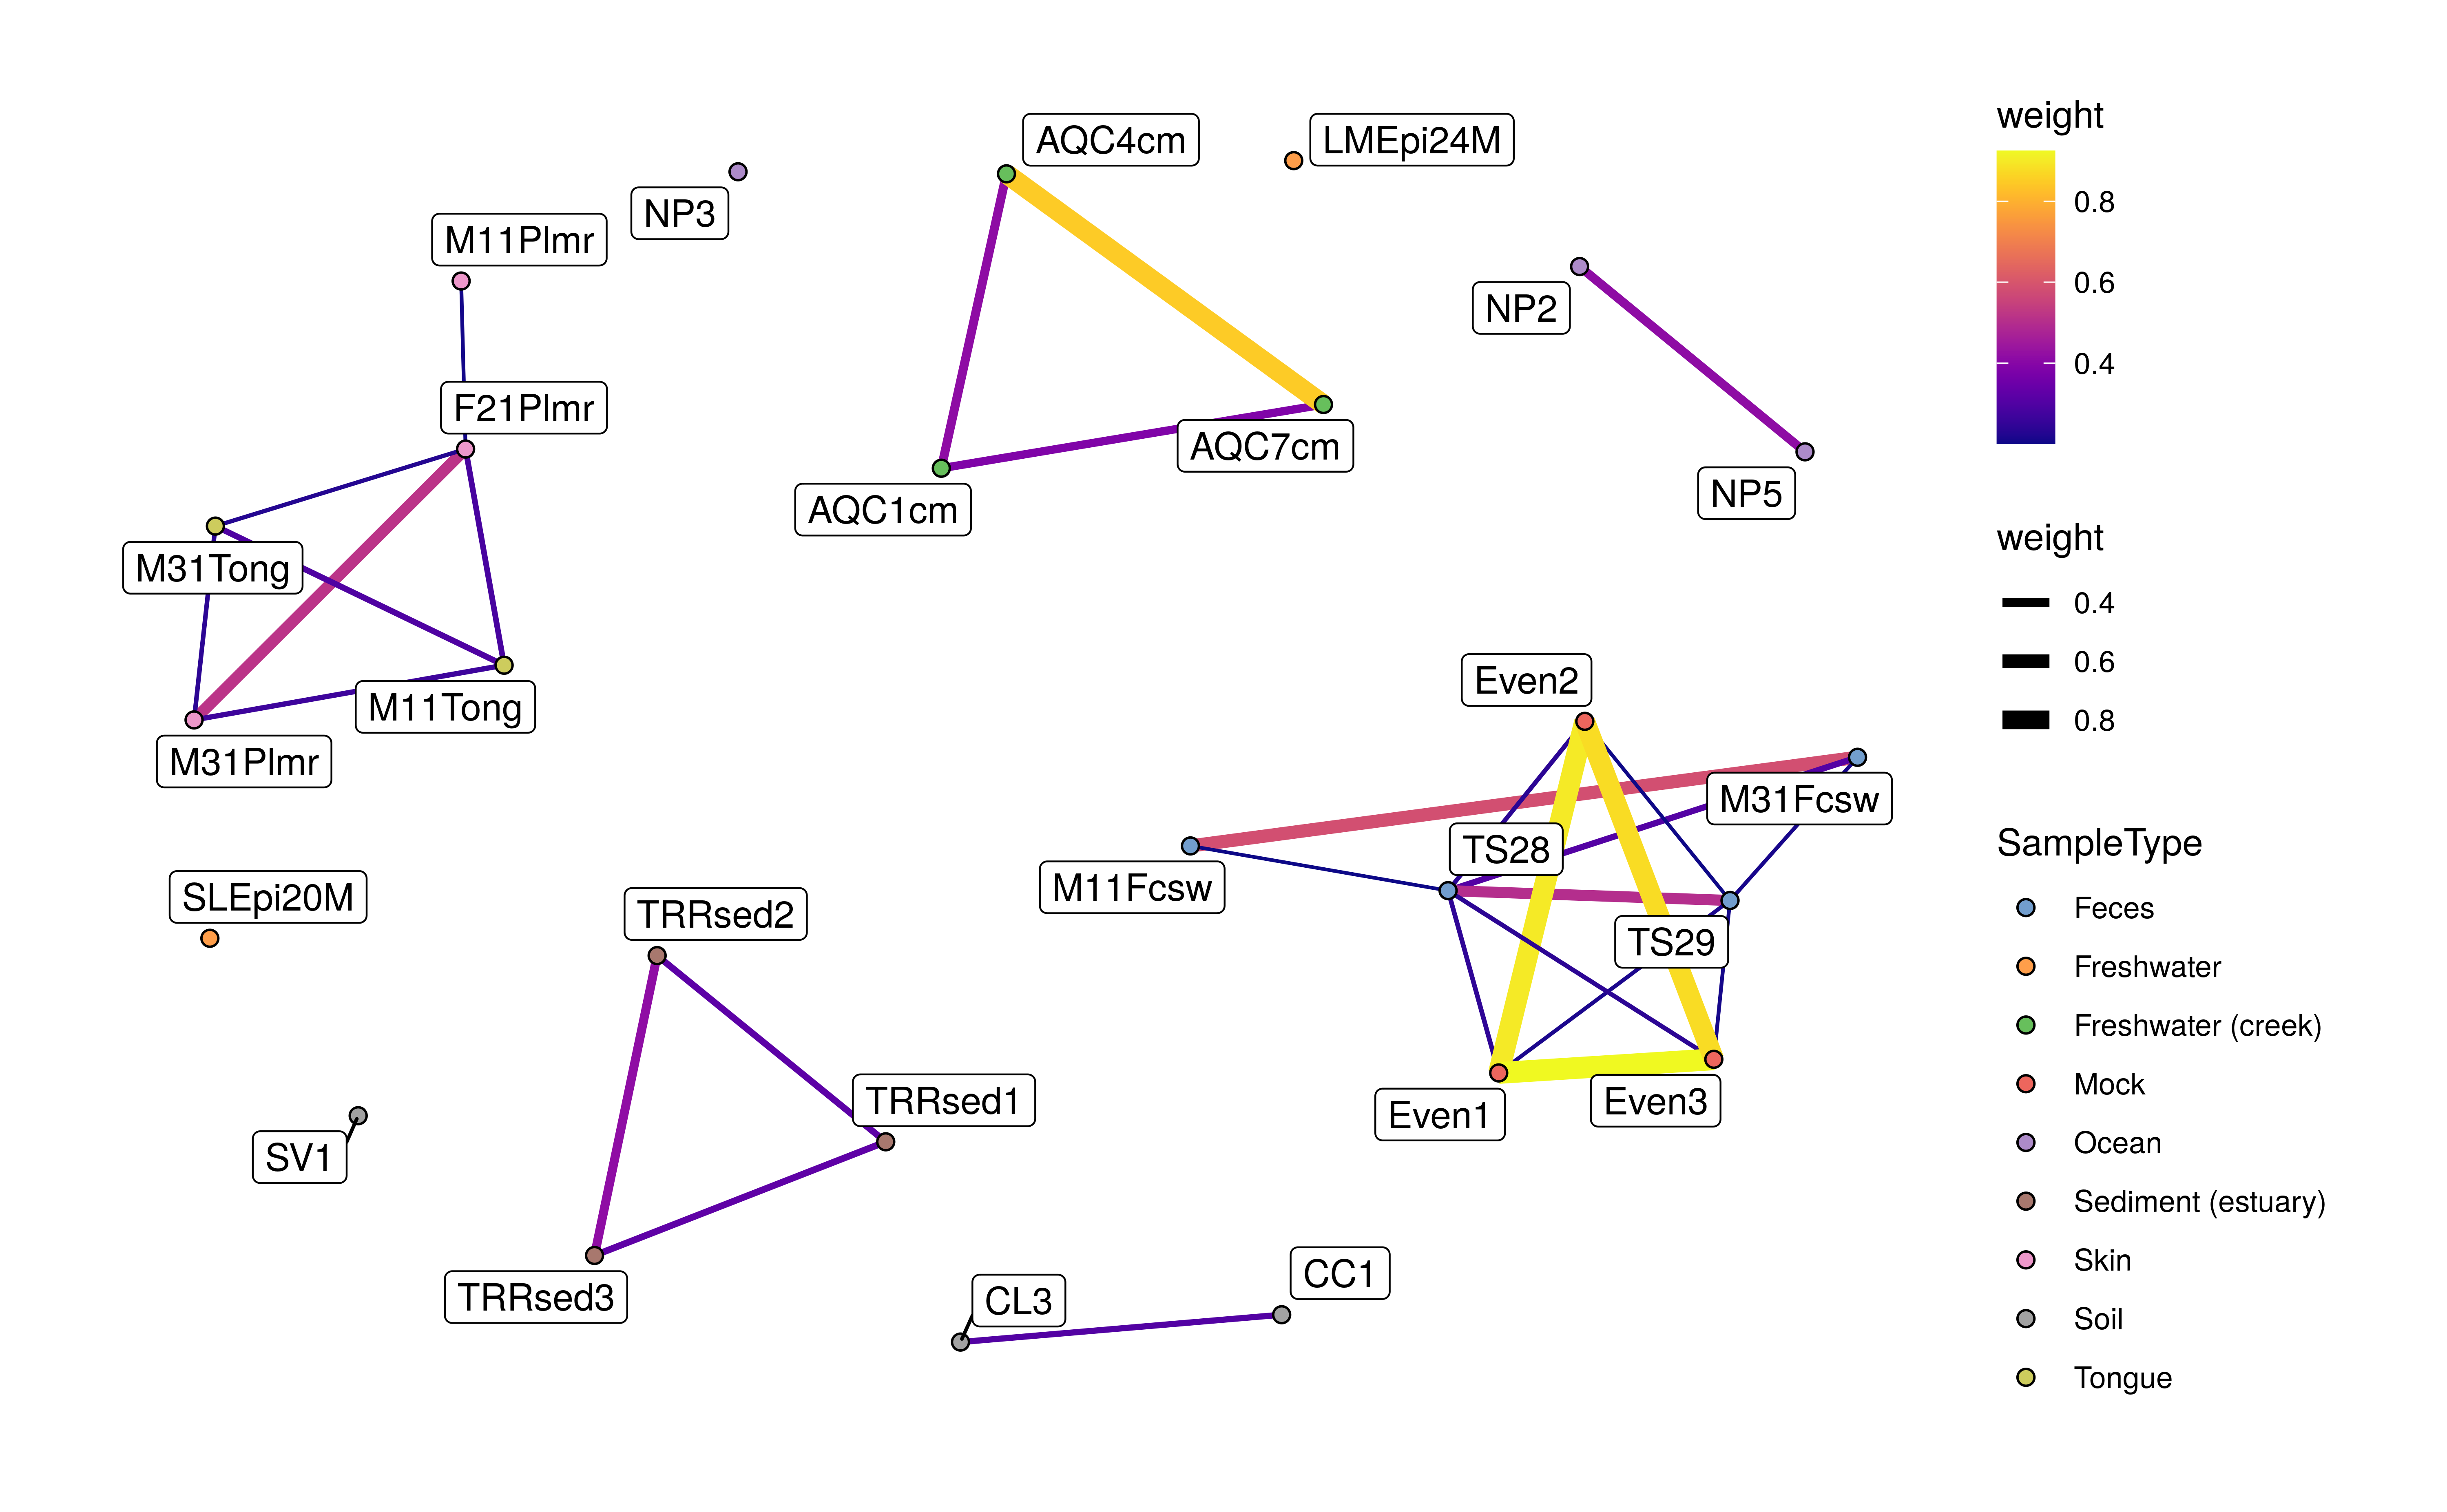 AQC4cm
LMEpi24M
NP3
M11Plmr
NP2
F21Plmr
AQC7cm
NP5
AQC1cm
M31Tong
M11Tong
M31Plmr
Even2
M31Fcsw
TS28
M11Fcsw
SLEpi20M
TRRsed2
TS29
TRRsed1
Even3
Even1
SV1
TRRsed3
CC1
CL3
weight
0.8
0.6
0.4
weight
0.4
0.6
0.8
SampleType
Feces
Freshwater
Freshwater (creek)
Mock
Ocean
Sediment (estuary)
Skin
Soil
Tongue